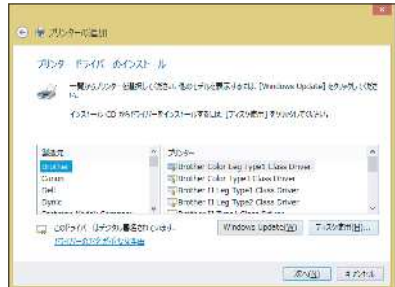 プリンターの追加
プリンター ドライバーのインストール
一覧からプリンターを選択してください。他のモデルを表示するには、[Windows Update] をクリックしてください。
インストール CD からドライバーをインストールするには、[ディスク使用] をクリックしてください。
製造元
プリンター
Brother
Canon
Dell
Brother Color Leg Type1 Class Driver
Brother Color Type1 Class Driver
Brother II Leg Type1 Class Driver
Brother II Leg Type2 Class Driver
このドライバーはデジタル署名されています。
Windows Update(W)
ディスク使用(H)...
ドライバーの署名が重要な理由
次へ(N)
キャンセル